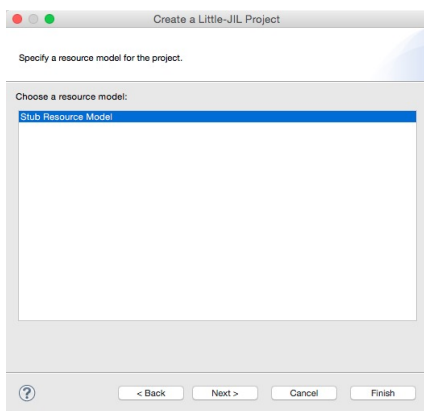 Create a Little-JIL Project
Specify a resource model for the project.
Choose a resource model:
Stub Resource Model
?
< Back
Next >
Cancel
Finish